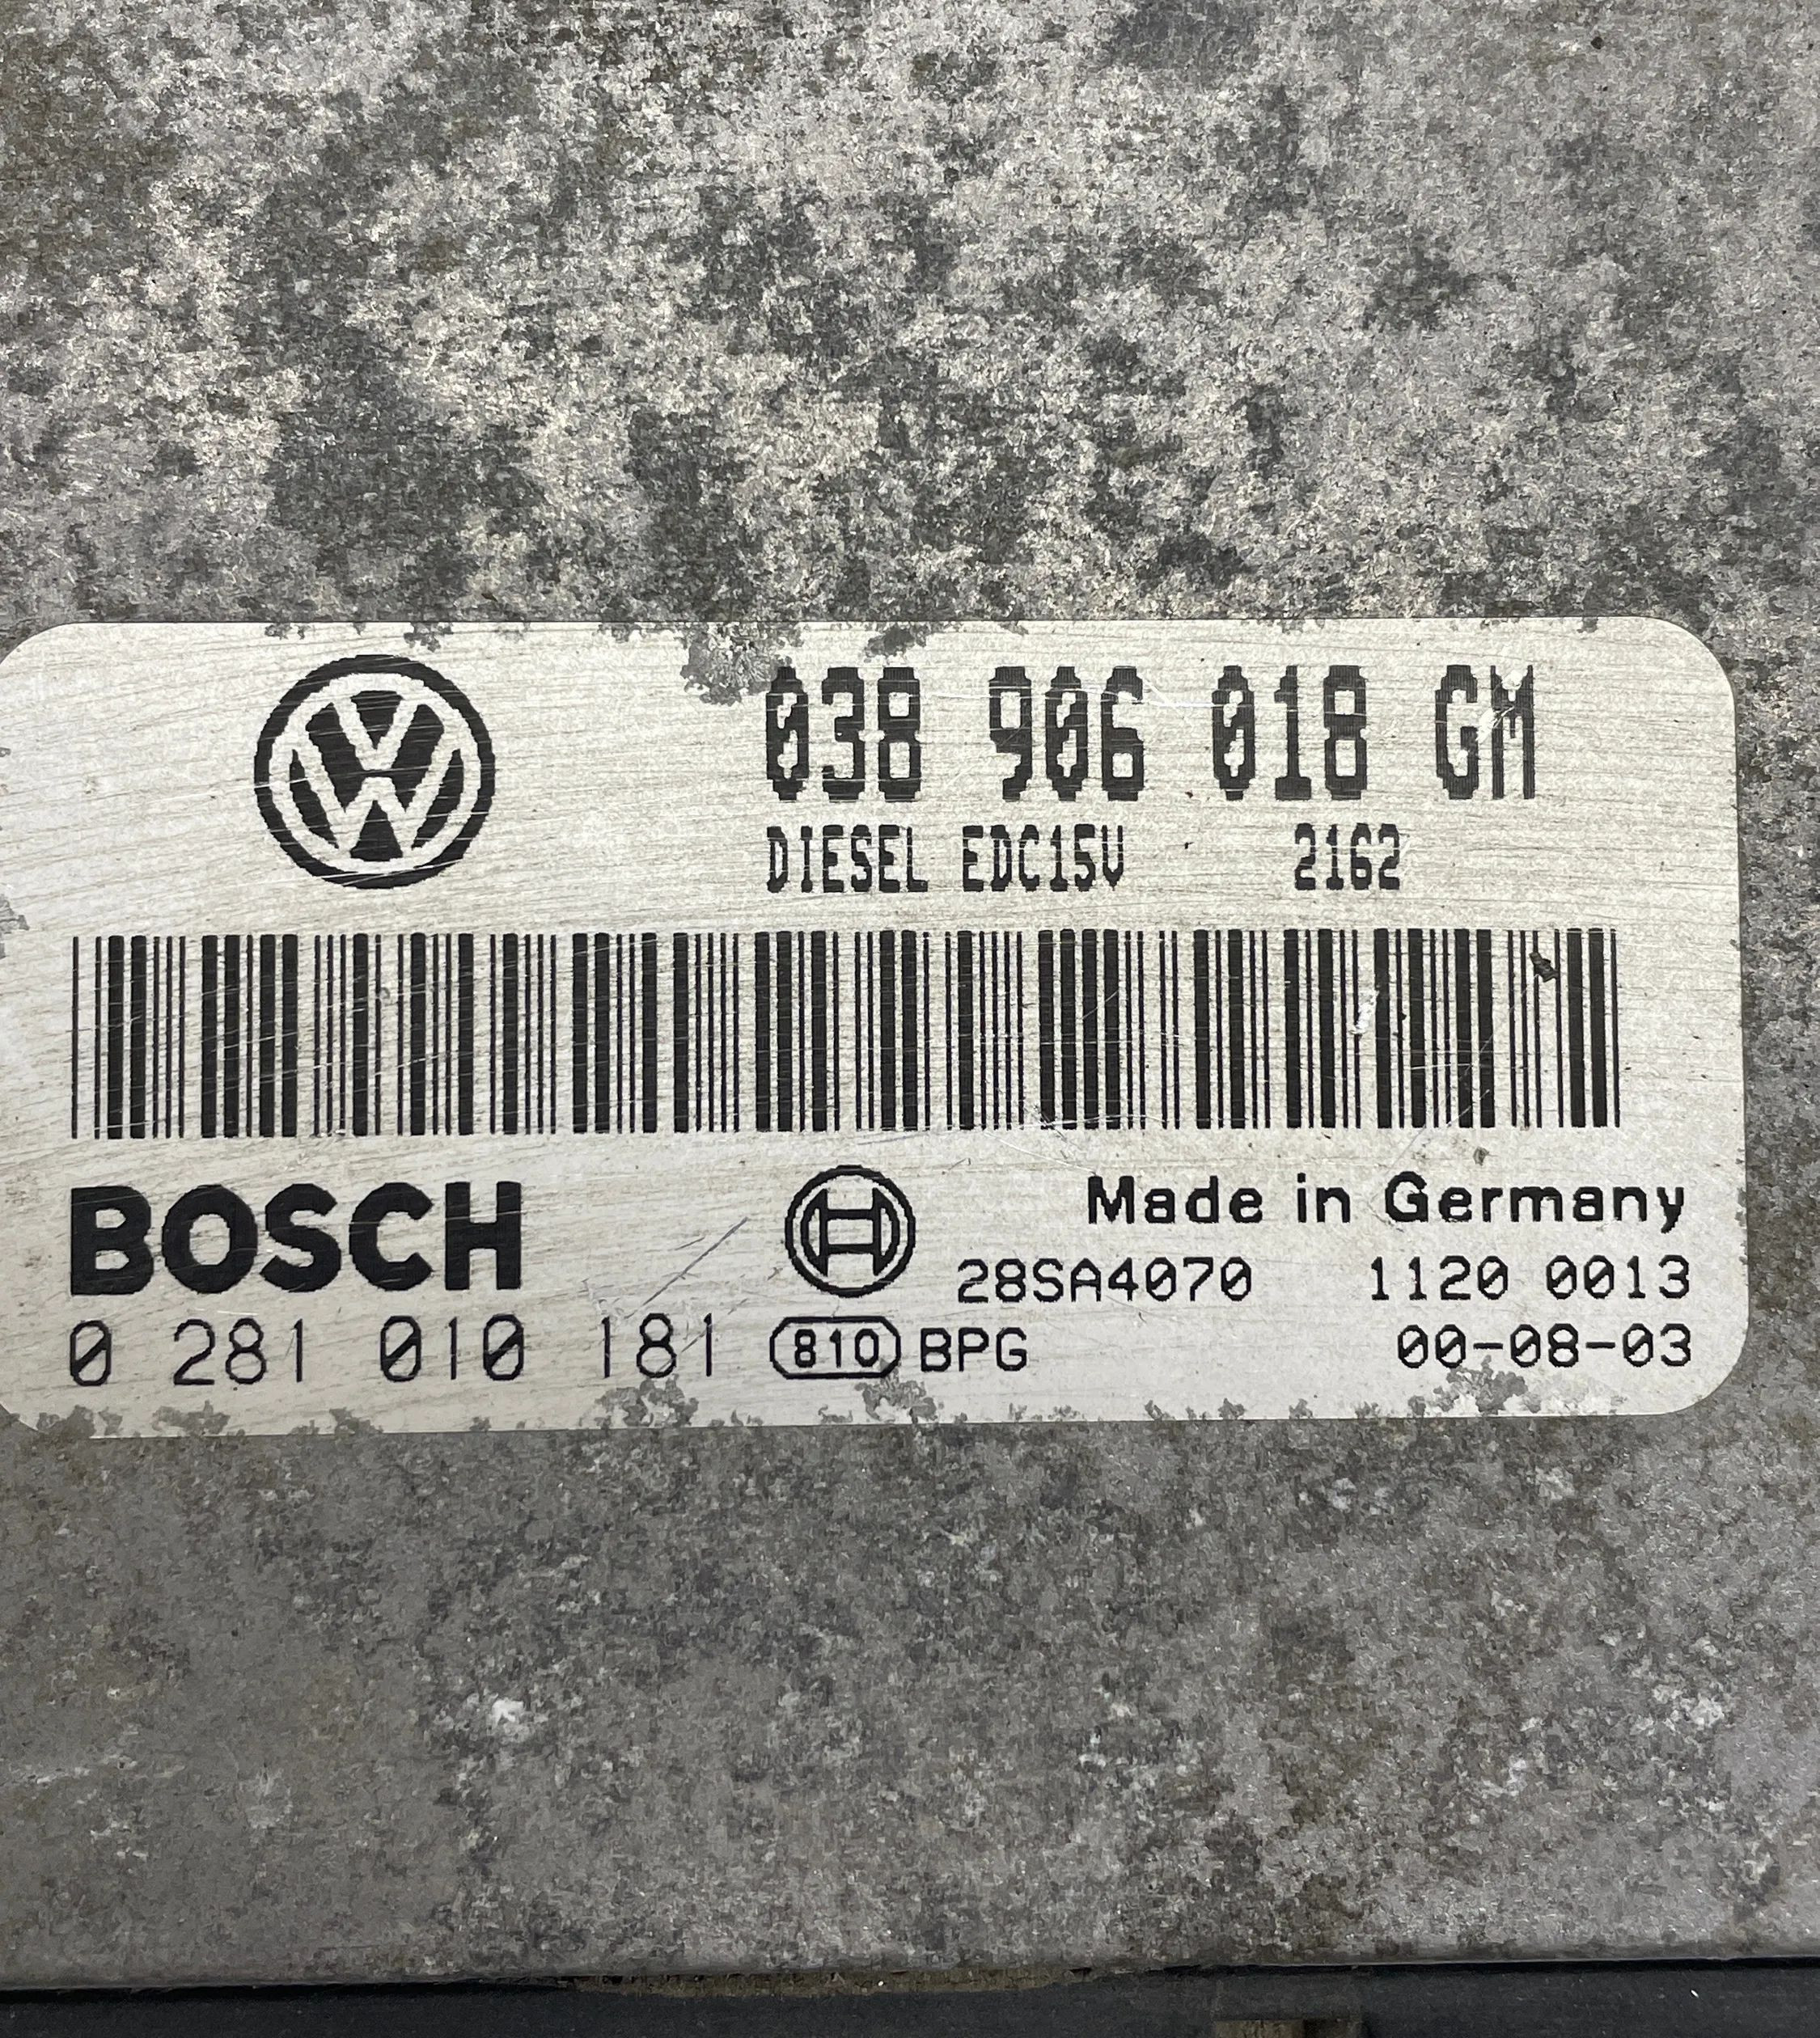 038 906 018 GM
DIESEL EDC15V 2162
BOSCH
Made in Germany
28SA4070 1120 0013
0 281 010 181 810 BPG 00-08-03